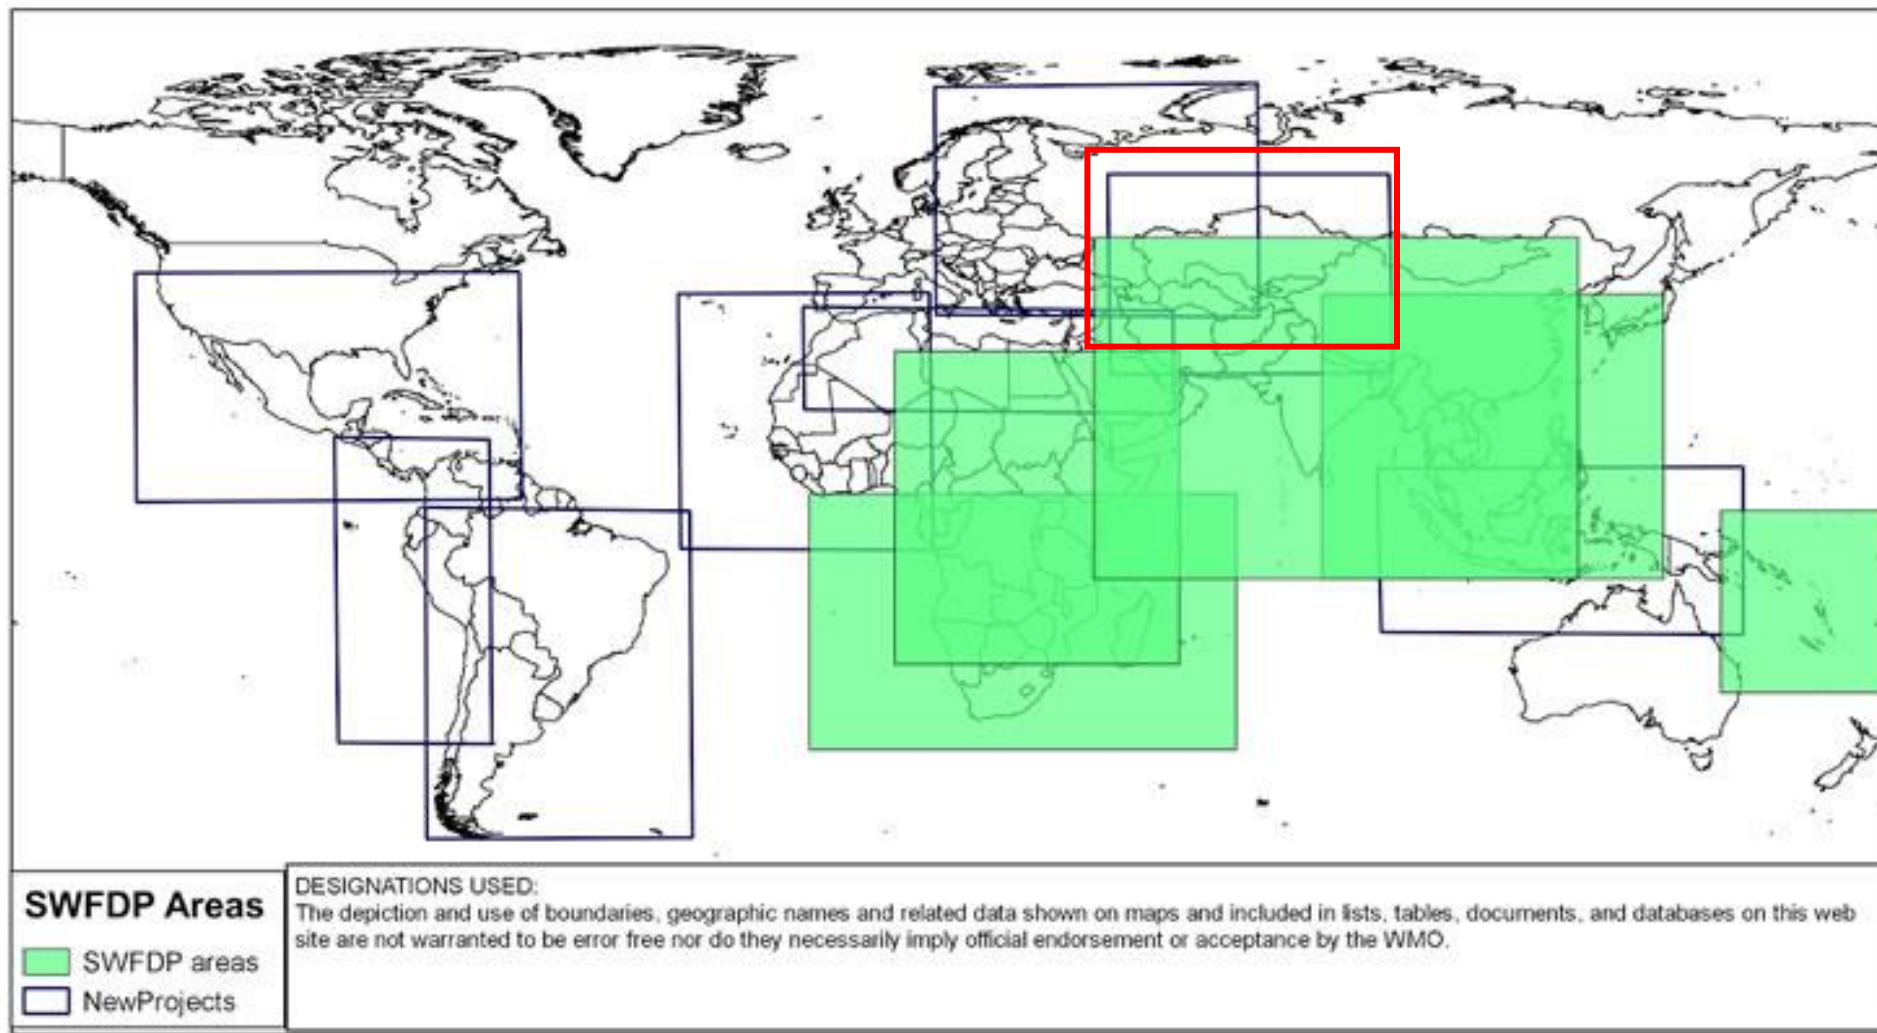 SWFDP Areas
SWFDP areas
NewProjects
DESIGNATIONS USED:
The depiction and use of boundaries, geographic names and related data shown on maps and included in lists, tables, documents, and databases on this web
site are not warranted to be error free nor do they necessarily imply official endorsement or acceptance by the WMO.